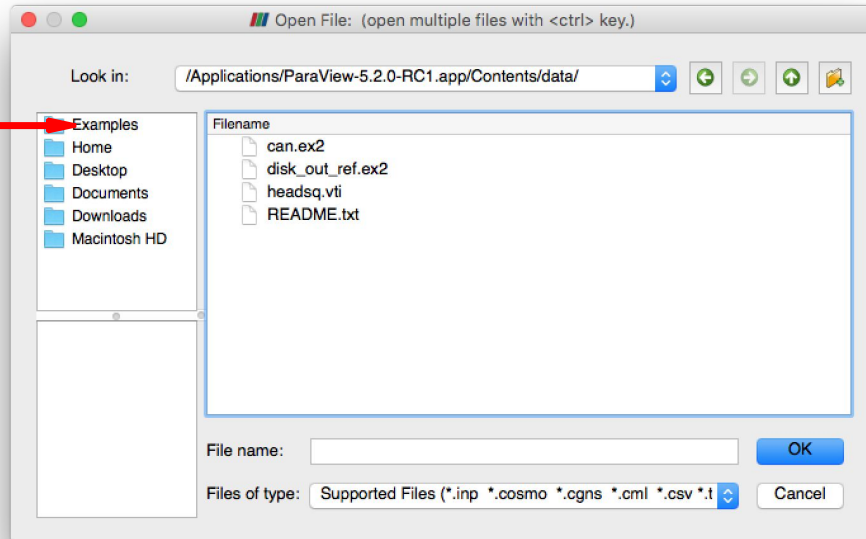 Open File: (open multiple files with <ctrl> key.)
Look in: /Applications/ParaView-5.2.0-RC1.app/Contents/data/
Examples
Home
Desktop
Documents
Downloads
Macintosh HD
Filename
can.ex2
disk_out_ref.ex2
headsq.vti
README.txt
File name:
OK
Files of type: Supported Files (*.inp *.cosmo *.cgns *.cml *.csv *.t
Cancel